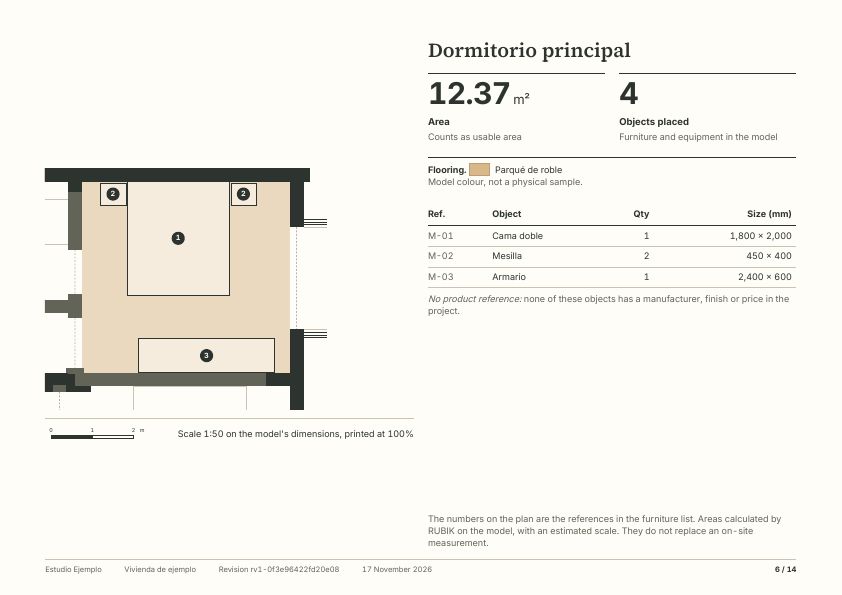 Dormitorio principal
12.37 m²
Area
Counts as usable area
4
Objects placed
Furniture and equipment in the model
Flooring. Parqué de roble
Model colour, not a physical sample.
Ref. Object Qty Size (mm)
M-01 Cama doble 1 1,800 × 2,000
M-02 Mesilla 2 450 × 400
M-03 Armario 1 2,400 × 600
No product reference: none of these objects has a manufacturer, finish or price in the
project.
2 2
1
3
0 1 2 m
Scale 1:50 on the model's dimensions, printed at 100%
The numbers on the plan are the references in the furniture list. Areas calculated by
RUBIK on the model, with an estimated scale. They do not replace an on-site
measurement.
Estudio Ejemplo Vivienda de ejemplo Revision rv1-0f3e96422fd20e08 17 November 2026 6 / 14